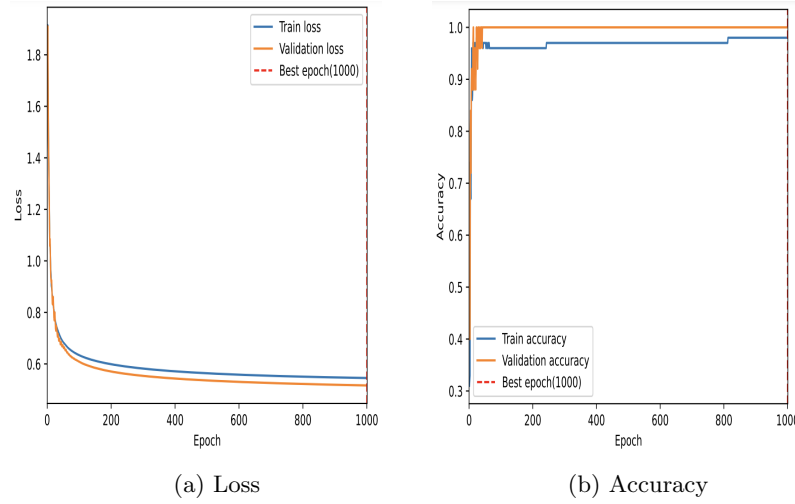 Train loss
Validation loss
Best epoch(1000)
1.8
1.6
1.4
1.2
1.0
0.8
0.6
Loss
0
200
400
600
800
1000
Epoch
(a) Loss
1.0
0.9
0.8
0.7
0.6
0.5
0.4
0.3
Accuracy
Train accuracy
Validation accuracy
Best epoch(1000)
0
200
400
600
800
1000
Epoch
(b) Accuracy